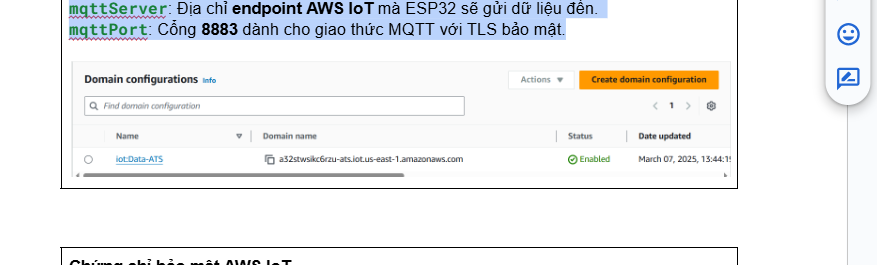 mqttServer: Địa chỉ endpoint AWS IoT mà ESP32 sẽ gửi dữ liệu đến.
mqttPort: Cổng 8883 dành cho giao thức MQTT với TLS bảo mật.
Domain configurations Info
Actions
Create domain configuration
Find domain configuration
1
Name Domain name Status Date updated
iot:Data-ATS a32stwsikc6rzu-ats.iot.us-east-1.amazonaws.com Enabled March 07, 2025, 13:44:1
Chứng chỉ bảo mật AWS IoT